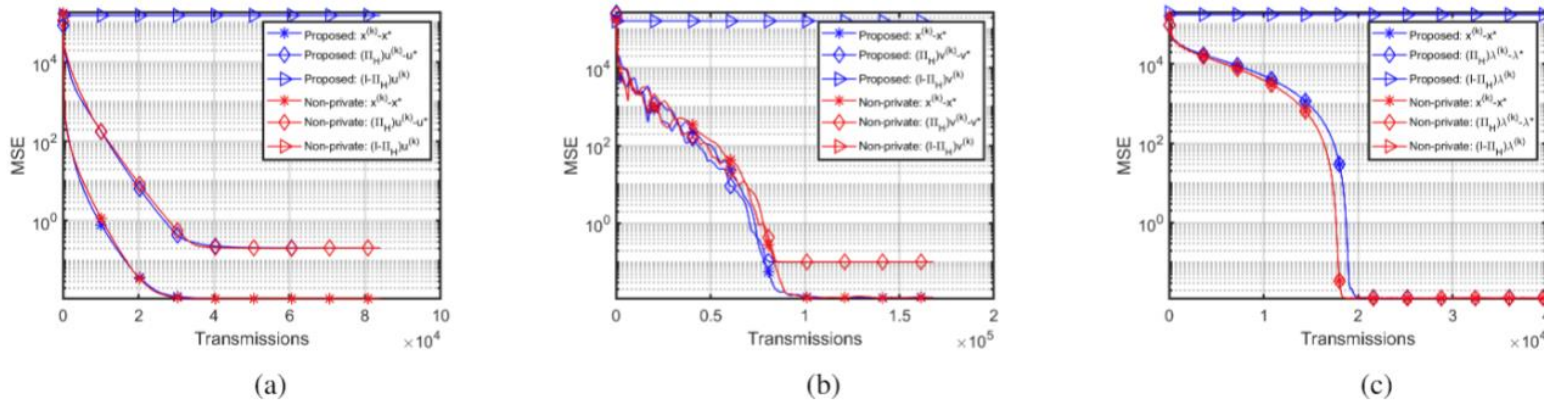 MSE
10^4
10^2
10^0
Proposed: x^(k)-x*
Proposed: (Π_H)u^(k)-u*
Proposed: (I-Π_H)u^(k)
Non-private: x^(k)-x*
Non-private: (Π_H)u^(k)-u*
Non-private: (I-Π_H)u^(k)
0 2 4 6 8 10
Transmissions
×10^4
(a)
MSE
10^4
10^2
10^0
Proposed: x^(k)-x*
Proposed: (Π_H)v^(k)-v*
Proposed: (I-Π_H)v^(k)
Non-private: x^(k)-x*
Non-private: (Π_H)v^(k)-v*
Non-private: (I-Π_H)v^(k)
0 0.5 1 1.5 2
Transmissions
×10^5
(b)
MSE
10^4
10^2
10^0
Proposed: x^(k)-x*
Proposed: (Π_H)λ^(k)-λ*
Proposed: (I-Π_H)λ^(k)
Non-private: x^(k)-x*
Non-private: (Π_H)λ^(k)-λ*
Non-private: (I-Π_H)λ^(k)
0 1 2 3 4
Transmissions
×10^4
(c)